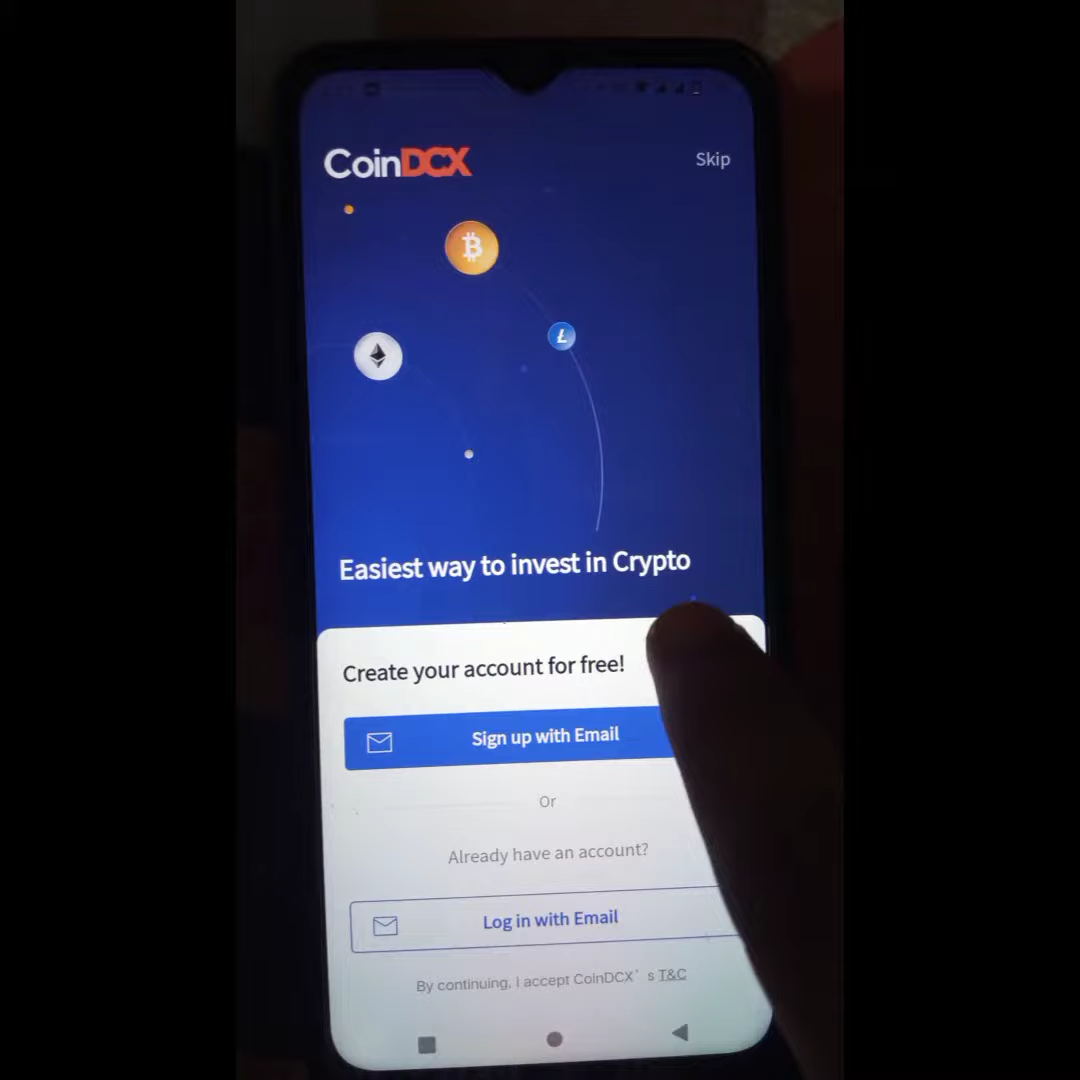 CoinDCX
Skip
Easiest way to invest in Crypto
Create your account for free!
Sign up with Email
Or
Already have an account?
Log in with Email
By continuing, I accept CoinDCX's T&C